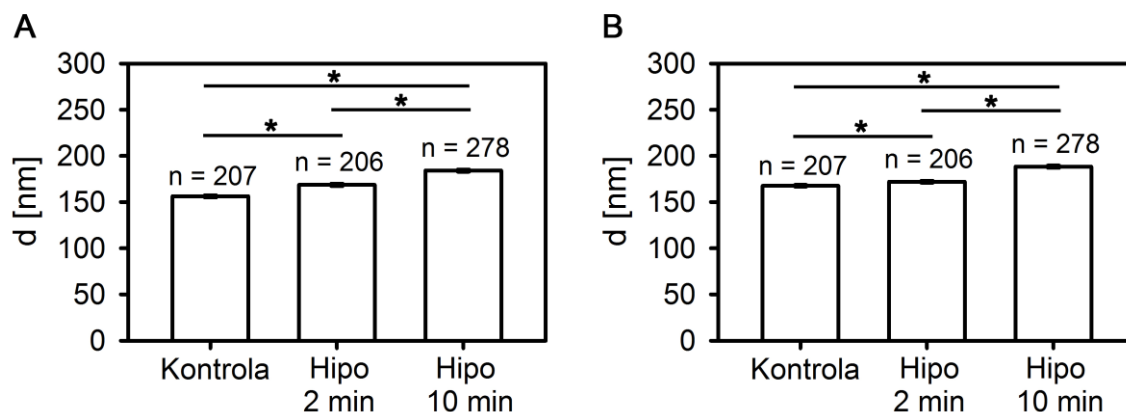 A
300
250
200
150
100
50
0
d [nm]
*
*
*
n = 207
n = 206
n = 278
Kontrola
Hipo
2 min
Hipo
10 min
B
300
250
200
150
100
50
0
d [nm]
*
*
*
n = 207
n = 206
n = 278
Kontrola
Hipo
2 min
Hipo
10 min